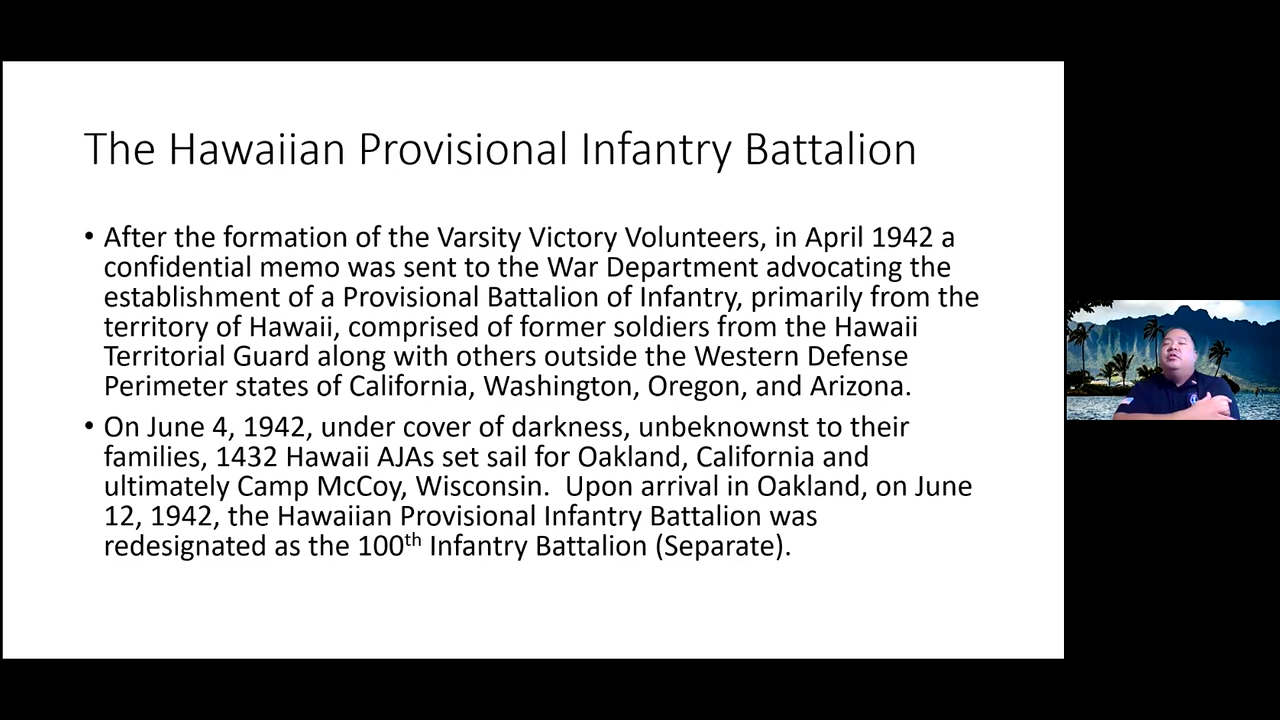 The Hawaiian Provisional Infantry Battalion
• After the formation of the Varsity Victory Volunteers, in April 1942 a
confidential memo was sent to the War Department advocating the
establishment of a Provisional Battalion of Infantry, primarily from the
territory of Hawaii, comprised of former soldiers from the Hawaii
Territorial Guard along with others outside the Western Defense
Perimeter states of California, Washington, Oregon, and Arizona.
• On June 4, 1942, under cover of darkness, unbeknownst to their
families, 1432 Hawaii AJAs set sail for Oakland, California and
ultimately Camp McCoy, Wisconsin.  Upon arrival in Oakland, on June
12, 1942, the Hawaiian Provisional Infantry Battalion was
redesignated as the 100th Infantry Battalion (Separate).